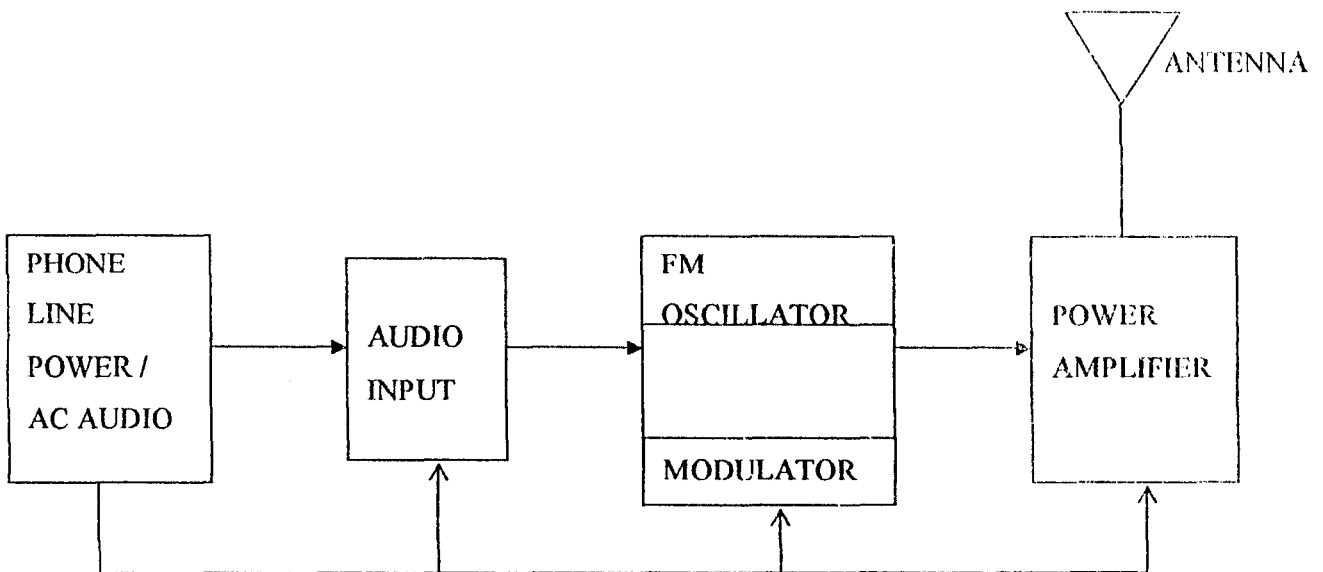 ANTENNA
PHONE
LINE
POWER /
AC AUDIO
AUDIO
INPUT
FM
OSCILLATOR
MODULATOR
POWER
AMPLIFIER